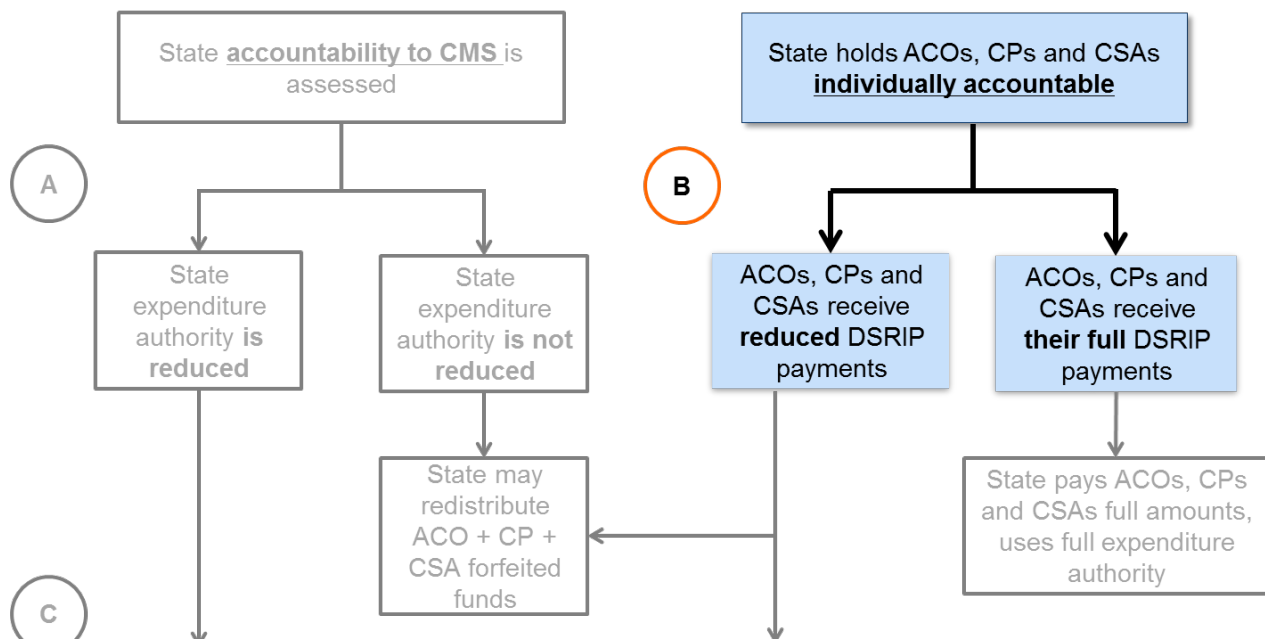 State accountability to CMS is
assessed
State holds ACOs, CPs and CSAs
individually accountable
A
B
State
expenditure
authority is
reduced
State
expenditure
authority is not
reduced
ACOs, CPs and
CSAs receive
reduced DSRIP
payments
ACOs, CPs and
CSAs receive
their full DSRIP
payments
State may
redistribute
ACO + CP +
CSA forfeited
funds
State pays ACOs, CPs
and CSAs full amounts,
uses full expenditure
authority
C